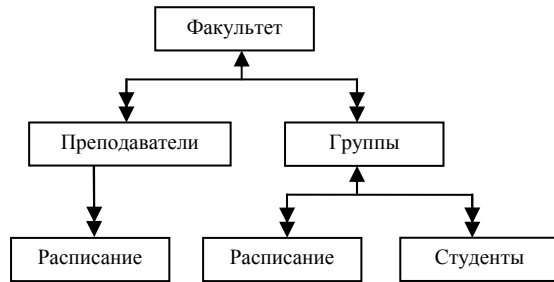 Факультет
Преподаватели
Группы
Расписание
Расписание
Студенты